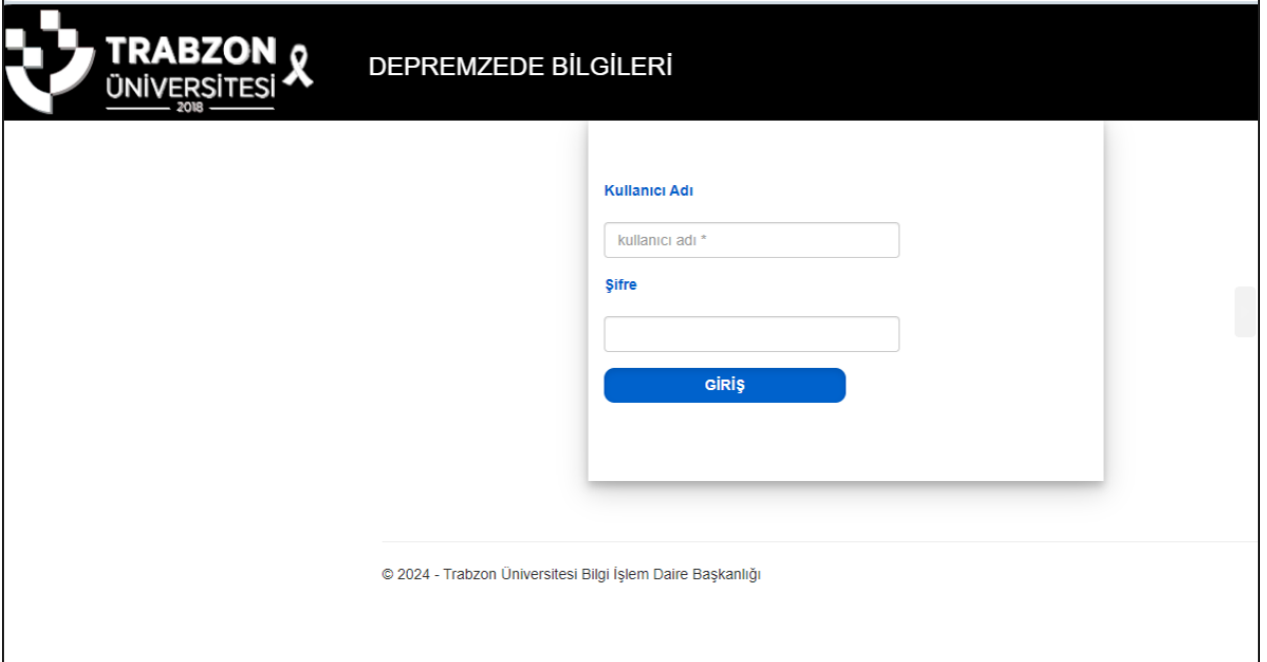 TRABZON
ÜNİVERSİTESİ
2018
DEPREMZEDE BİLGİLERİ
Kullanıcı Adı
kullanıcı adı *
Şifre
GİRİŞ
© 2024 - Trabzon Üniversitesi Bilgi İşlem Daire Başkanlığı